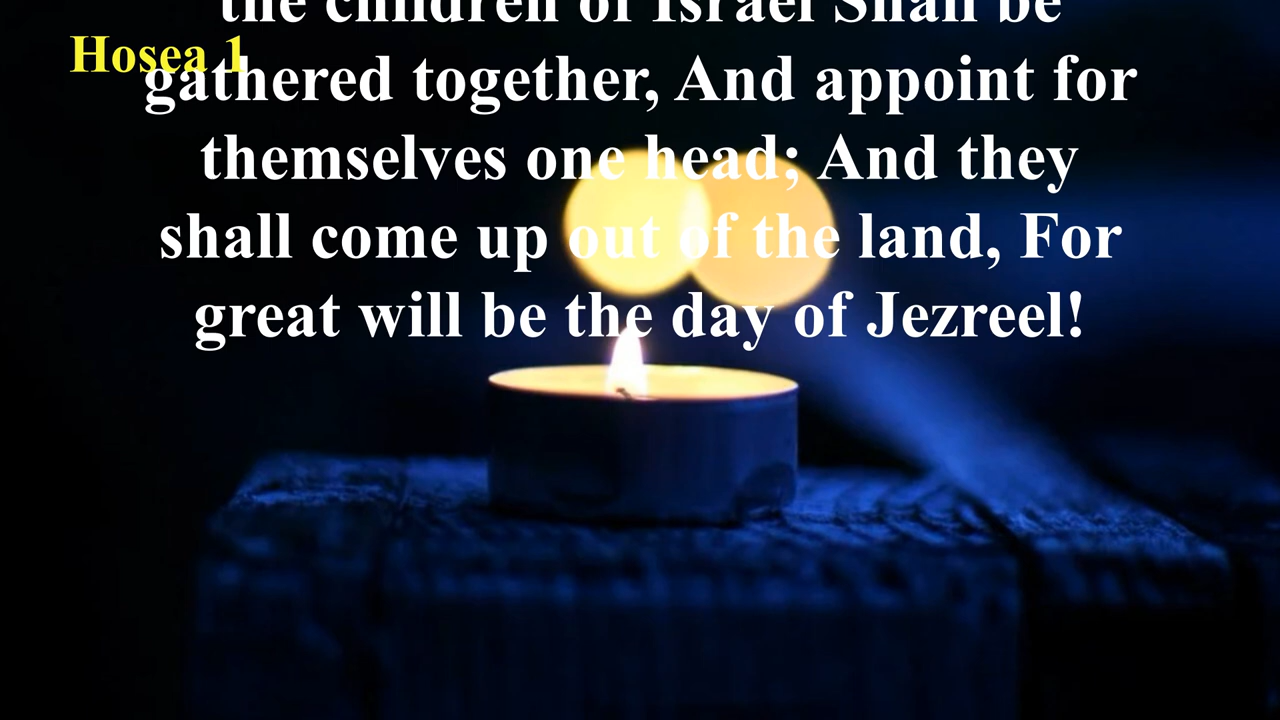 the children of Israel Shall be
Hosea 1
gathered together, And appoint for
themselves one head; And they
shall come up out of the land, For
great will be the day of Jezreel!